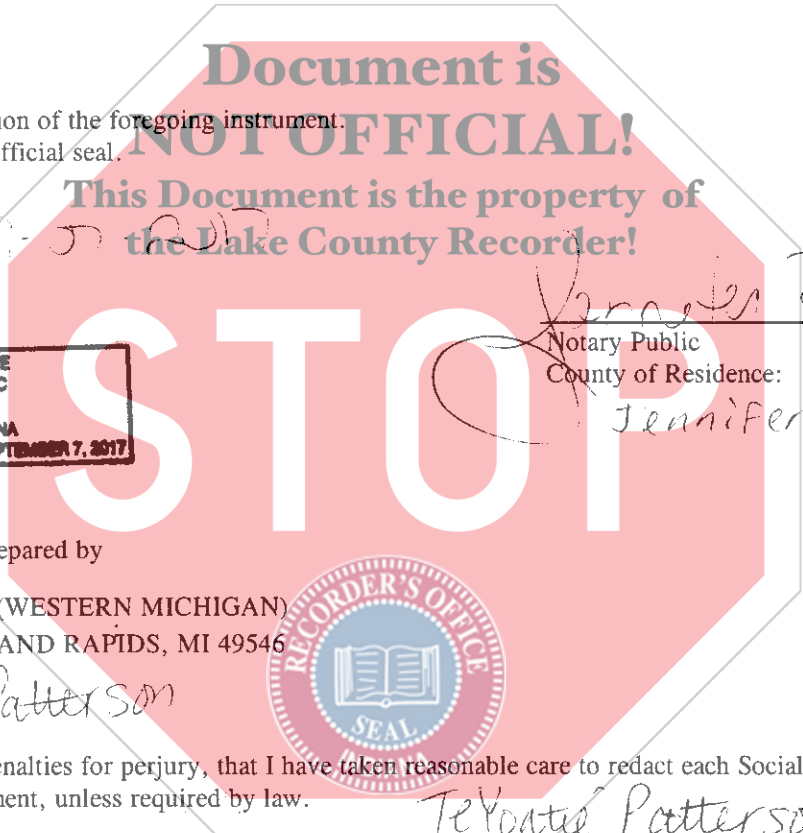 Document is
NOT OFFICIAL!
This Document is the property of
the Lake County Recorder!
ion of the foregoing instrument.
fficial seal.
STOP
Notary Public
County of Residence:
Jennifer
NA
PTEMBER 7, 2017
epared by
(WESTERN MICHIGAN)
AND RAPIDS, MI 49546
Patterson
RECORDER'S OFFICE
SEAL
INDIANA
enalties for perjury, that I have taken reasonable care to redact each Social
ment, unless required by law.
Patterso